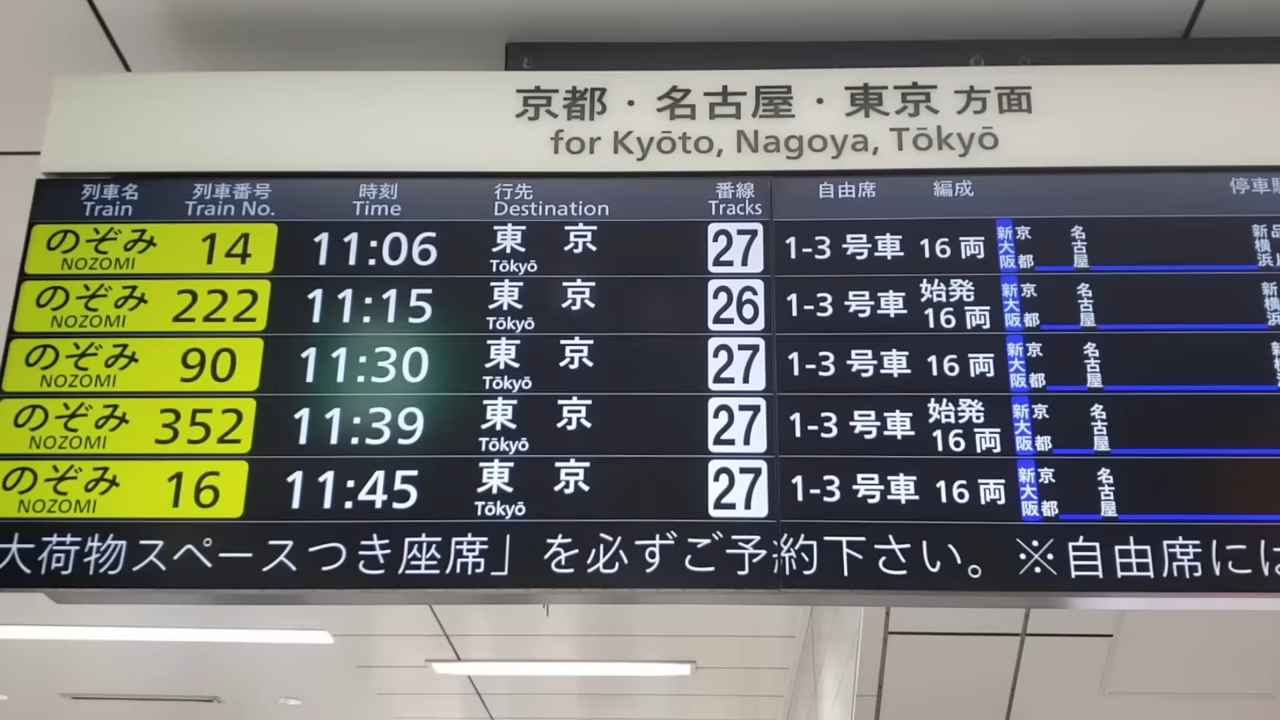 京都・名古屋・東京 方面
for Kyōto, Nagoya, Tōkyō
列車名 列車番号 時刻 行先 番線 自由席 編成
Train Train No. Time Destination Tracks
のぞみ 14 11:06 東京 27 1-3 号車 16 両 新大阪 京都 名古屋
NOZOMI Tōkyō
のぞみ 222 11:15 東京 26 1-3 号車 始発 16 両 新大阪 京都 名古屋
NOZOMI Tōkyō
のぞみ 90 11:30 東京 27 1-3 号車 16 両 新大阪 京都 名古屋
NOZOMI Tōkyō
のぞみ 352 11:39 東京 27 1-3 号車 始発 16 両 新大阪 京都 名古屋
NOZOMI Tōkyō
のぞみ 16 11:45 東京 27 1-3 号車 16 両 新大阪 京都 名古屋
NOZOMI Tōkyō
大荷物スペースつき座席」を必ずご予約下さい。※自由席には